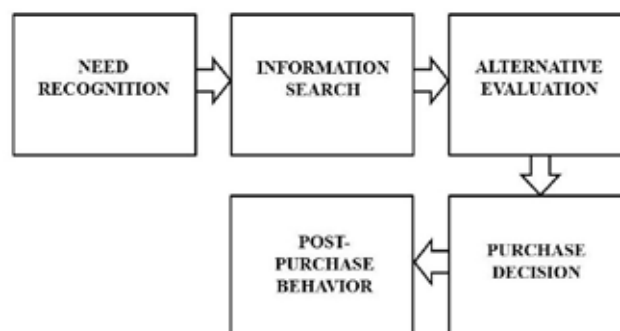 NEED
RECOGNITION
INFORMATION
SEARCH
ALTERNATIVE
EVALUATION
POST-
PURCHASE
BEHAVIOR
PURCHASE
DECISION